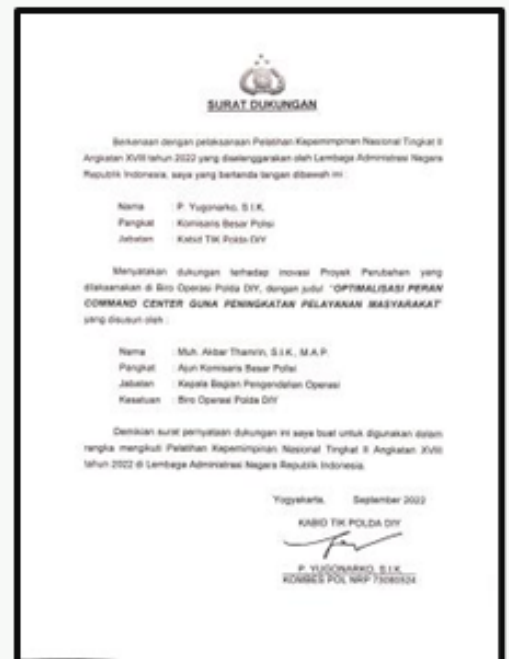 SURAT DUKUNGAN
Berkenaan dengan pelaksanaan Pelatihan Kepemimpinan Nasional Tingkat II
Angkatan XVIII tahun 2022 yang diselenggarakan oleh Lembaga Administrasi Negara
Republik Indonesia, saya yang bertanda tangan dibawah ini :
Nama : P. Yugonarko, S.I.K.
Pangkat : Komisaris Besar Polisi
Jabatan : Kabid TIK Polda DIY
Menyatakan dukungan terhadap inovasi Proyek Perubahan yang
dilaksanakan di Biro Operasi Polda DIY, dengan judul "OPTIMALISASI PERAN
COMMAND CENTER GUNA PENINGKATAN PELAYANAN MASYARAKAT"
yang disusun oleh :
Nama : Muh. Akbar Thamrin, S.I.K., M.A.P.
Pangkat : Ajun Komisaris Besar Polisi
Jabatan : Kepala Bagian Pengendalian Operasi
Kesatuan : Biro Operasi Polda DIY
Demikian surat pernyataan dukungan ini saya buat untuk digunakan dalam
rangka mengikuti Pelatihan Kepemimpinan Nasional Tingkat II Angkatan XVIII
tahun 2022 di Lembaga Administrasi Negara Republik Indonesia.
Yogyakarta, September 2022
KABID TIK POLDA DIY
P. YUGONARKO, S.I.K.
KOMBES POL NRP